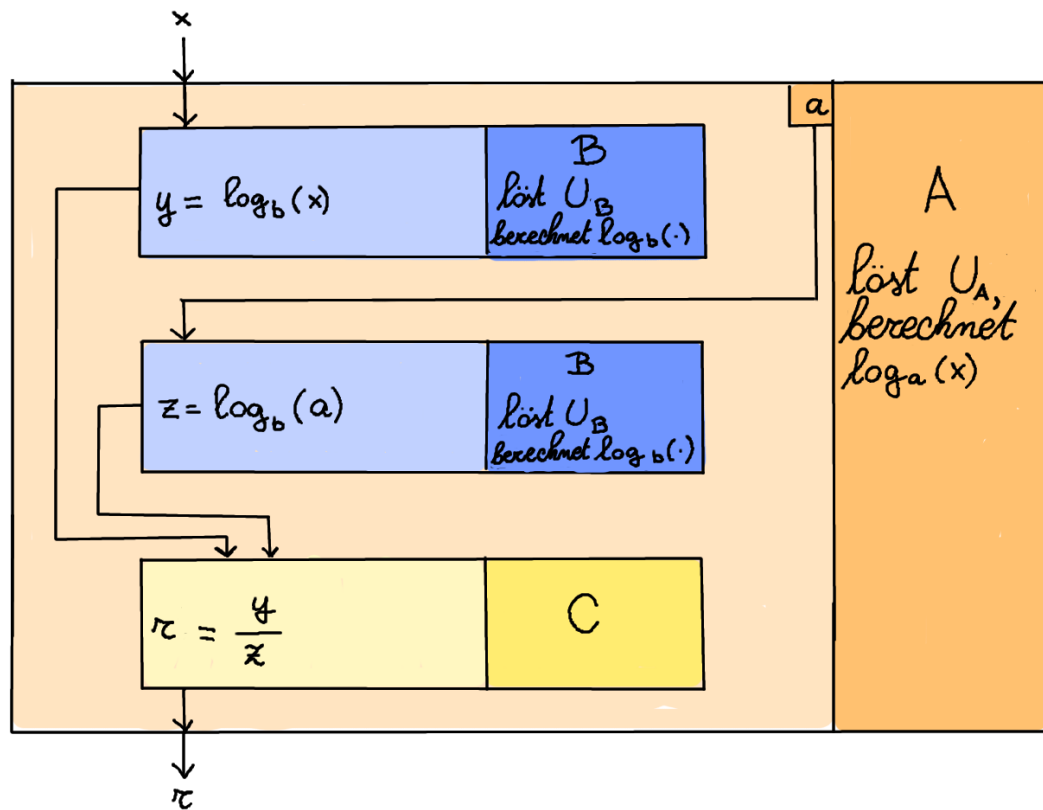 x
a
y = log_b(x)
B
löst U_B
berechnet log_b(·)
A
löst U_A,
berechnet
log_a(x)
z = log_b(a)
B
löst U_B
berechnet log_b(·)
r = y/z
C
r